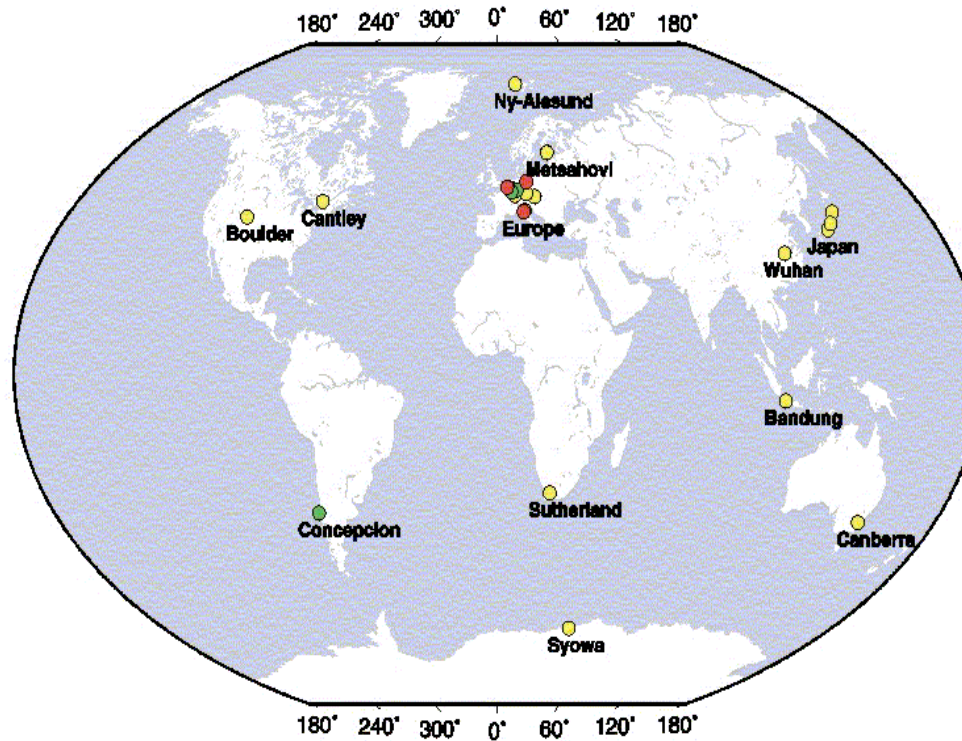 180° 240° 300° 0° 60° 120° 180°
Ny-Alesund
Metsahovi
Cantley
Boulder
Europe
Japan
Wuhan
Bandung
Sutherland
Concepcion
Canberra
Syowa
180° 240° 300° 0° 60° 120° 180°